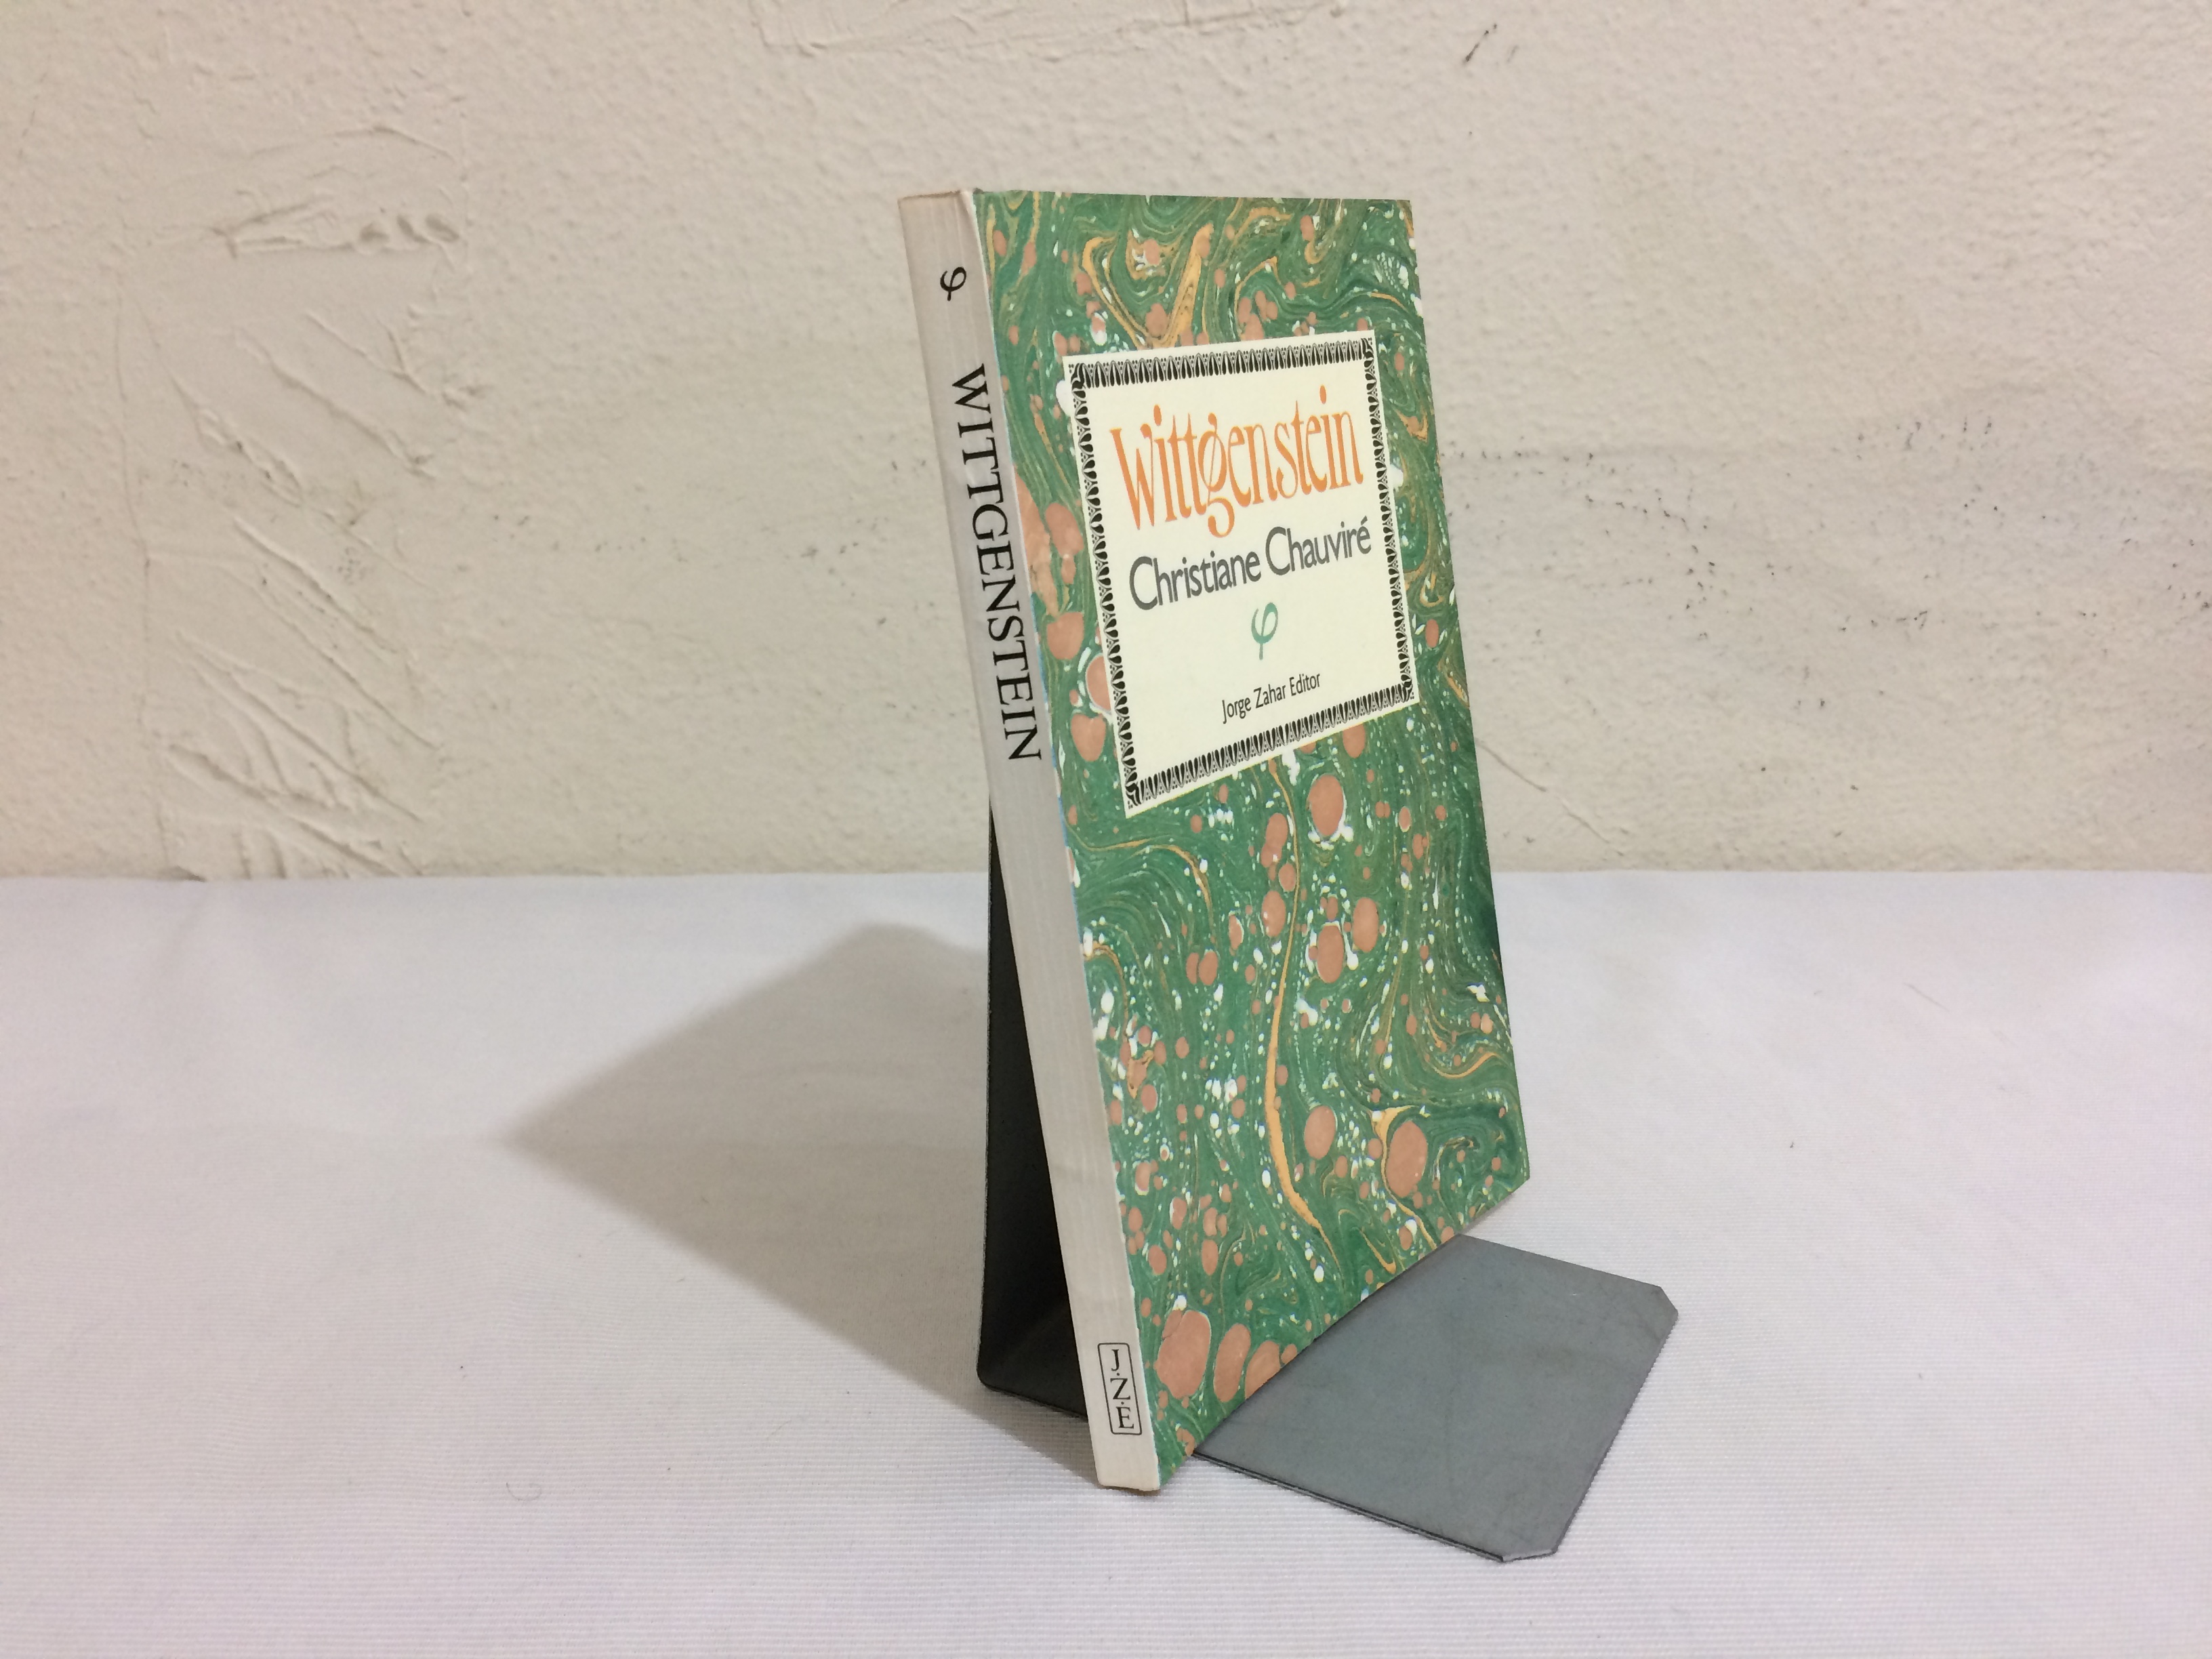 φ
WITTGENSTEIN
J.Z.E
Wittgenstein
Christiane Chauviré
φ
Jorge Zahar Editor